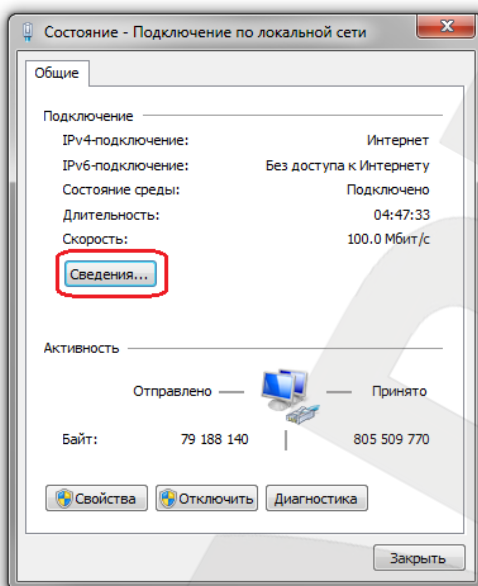 Состояние - Подключение по локальной сети
Общие
Подключение
IPv4-подключение: Интернет
IPv6-подключение: Без доступа к Интернету
Состояние среды: Подключено
Длительность: 04:47:33
Скорость: 100.0 Мбит/с
Сведения...
Активность
Отправлено — — Принято
Байт: 79 188 140 | 805 509 770
Свойства Отключить Диагностика
Закрыть